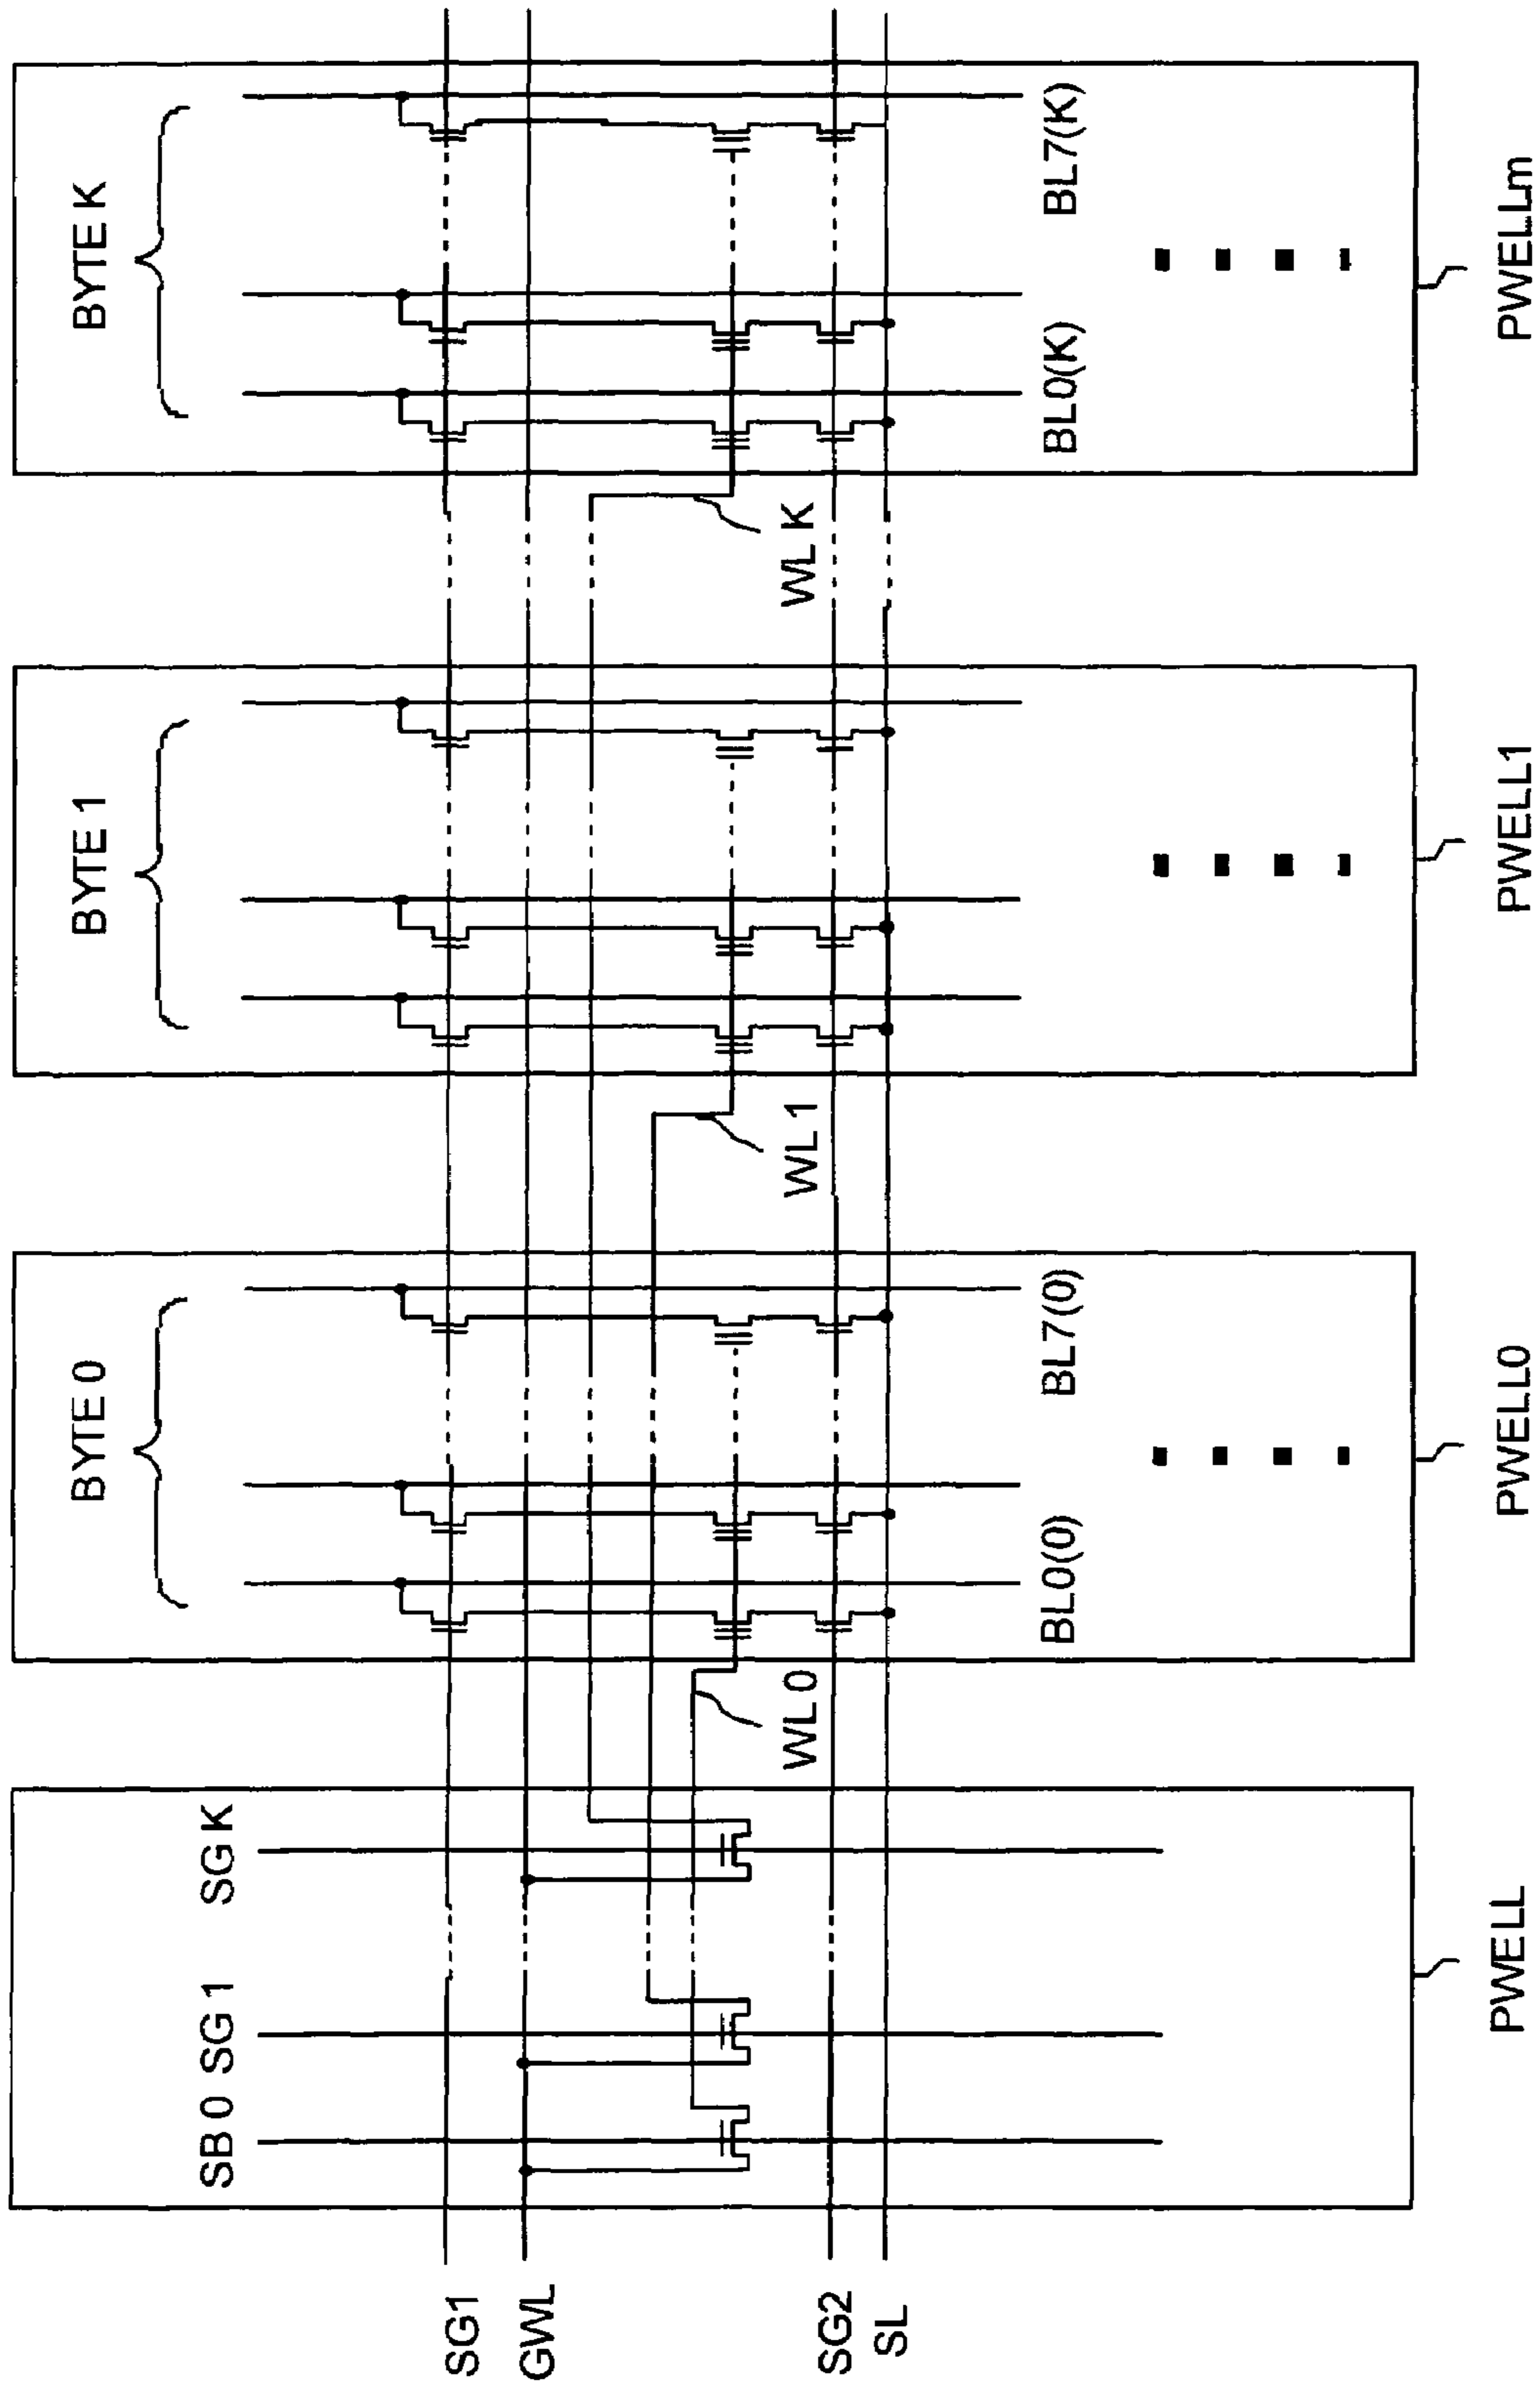 BYTE 0
BYTE 1
BYTE K
SB 0
SG 1
SG K
SG1
GWL
SG2
SL
WL 0
WL 1
WL K
BL0(0)
BL7(0)
BL0(K)
BL7(K)
PWELL
PWELL0
PWELL1
PWELLm